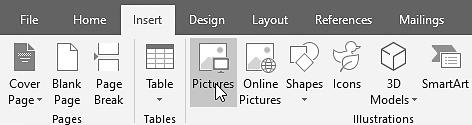 File Home Insert Design Layout References Mailings
Cover Blank Page Table Pictures Online Shapes Icons 3D SmartArt
Page Page Break Pictures Models
Pages Tables Illustrations